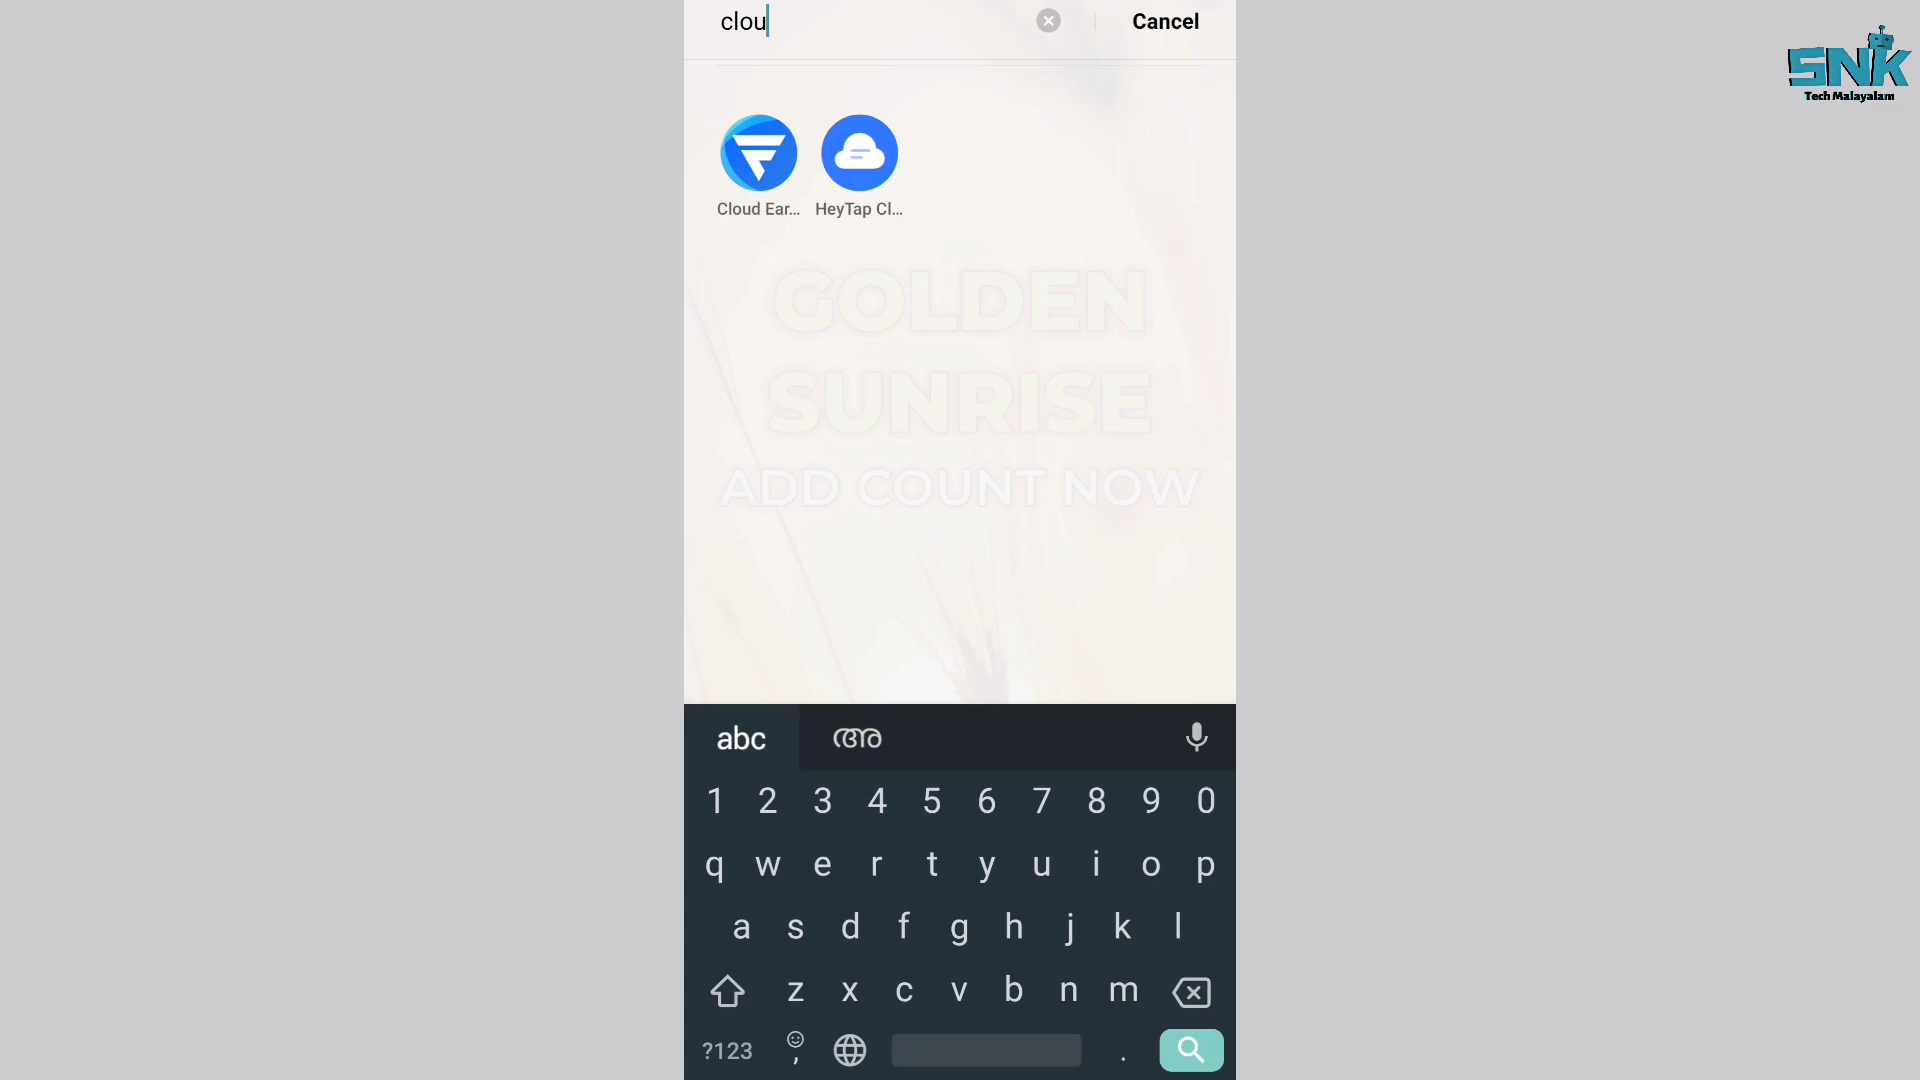 clou
Cancel
SNK
Tech Malayalam
Cloud Ear...
HeyTap Cl...
GOLDEN
SUNRISE
ADD COUNT NOW
abc
അ
1 2 3 4 5 6 7 8 9 0
q w e r t y u i o p
a s d f g h j k l
z x c v b n m
?123 , .